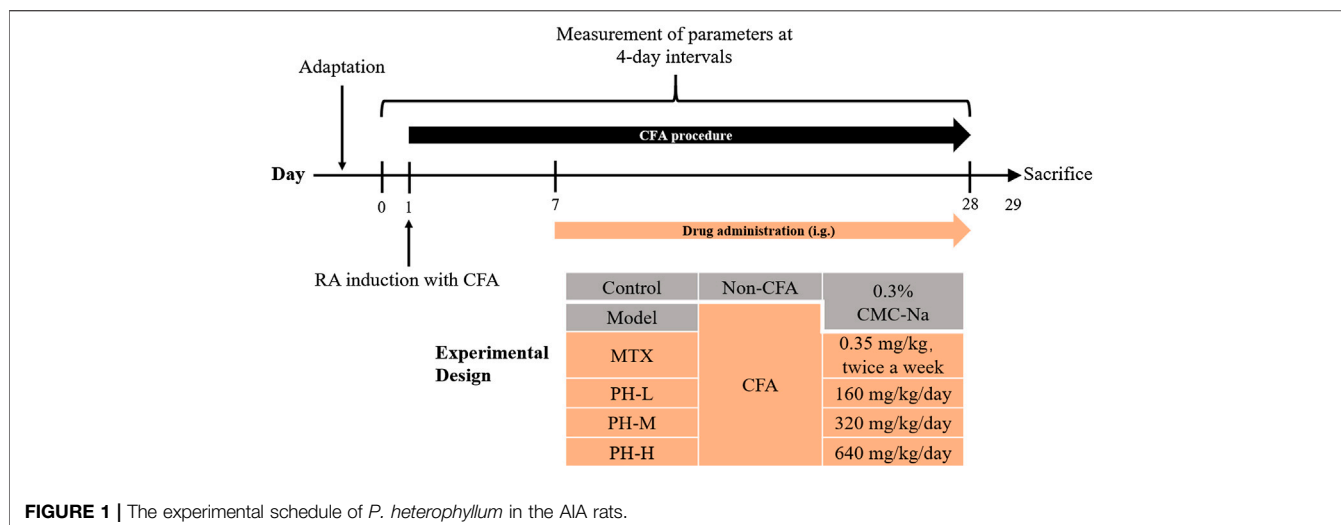 Measurement of parameters at
4-day intervals
Adaptation
CFA procedure
Day
Sacrifice
0
1
7
28
29
Drug administration (i.g.)
RA induction with CFA
Experimental
Design
Control
Non-CFA
0.3%
CMC-Na
Model
CFA
MTX
0.35 mg/kg,
twice a week
PH-L
160 mg/kg/day
PH-M
320 mg/kg/day
PH-H
640 mg/kg/day
FIGURE 1 | The experimental schedule of P. heterophyllum in the AIA rats.